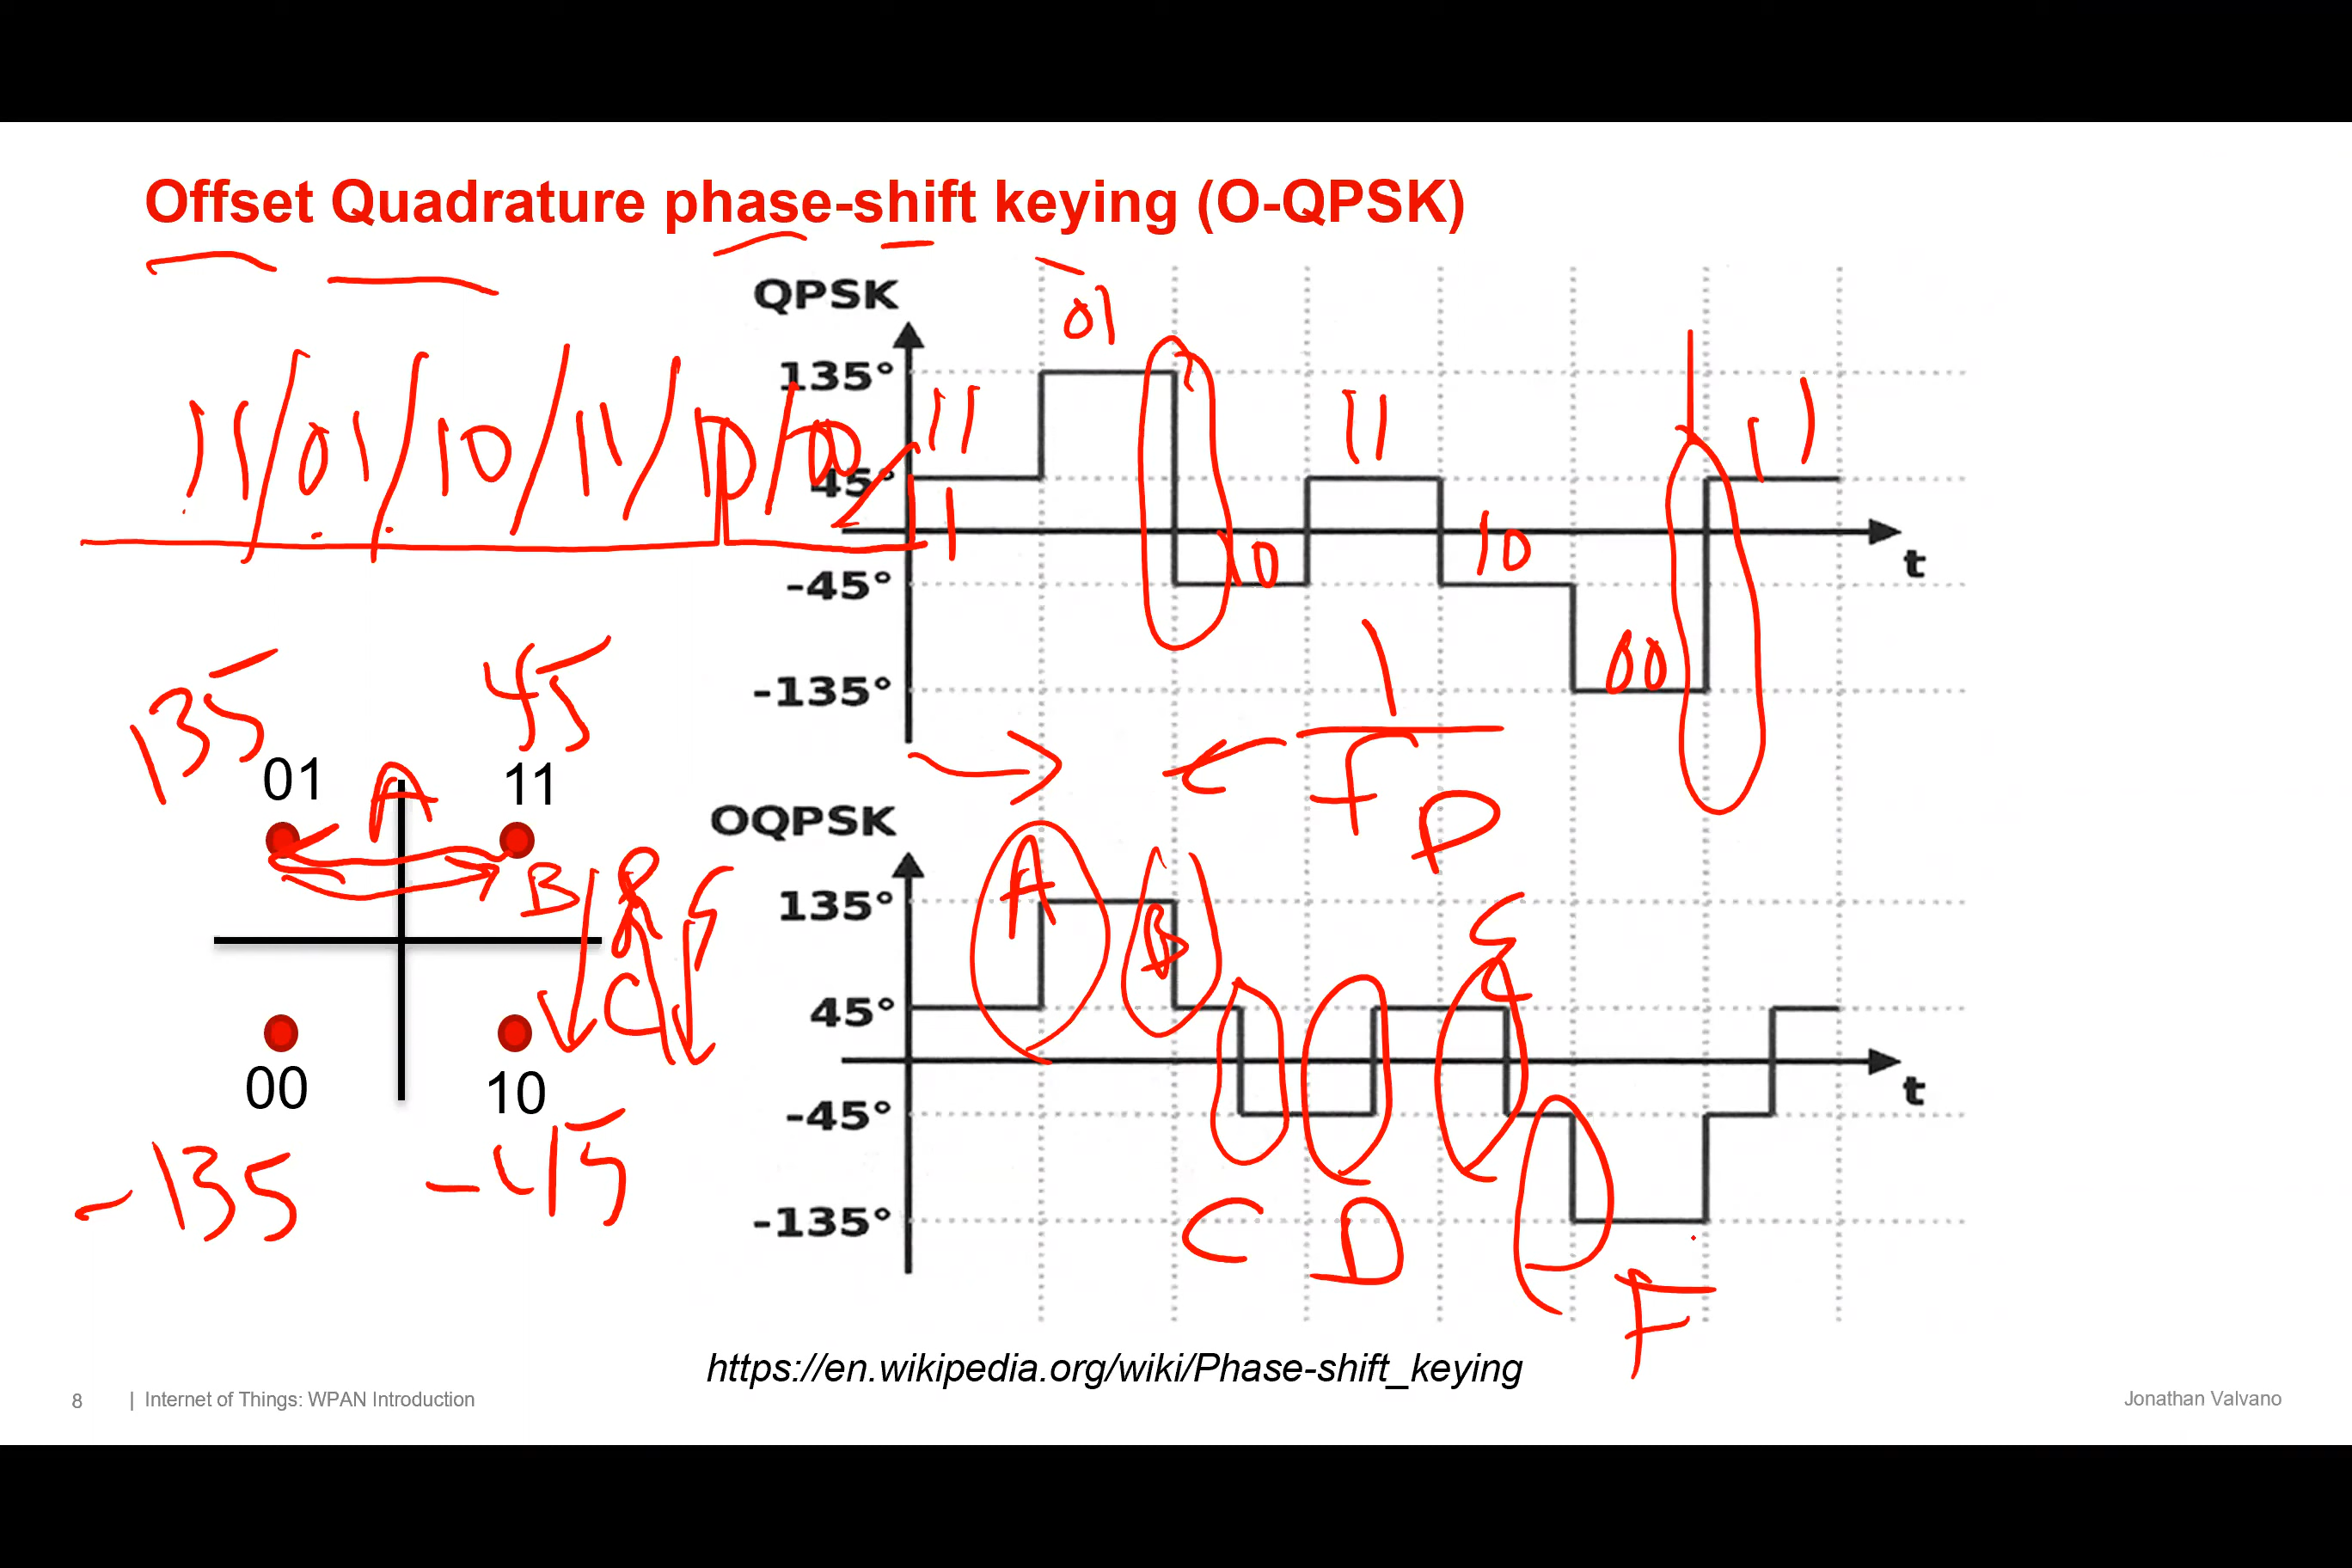 Offset Quadrature phase-shift keying (O-QPSK)
QPSK
01
135°
11/01/10/11/10/00
11
11
11
45°
1
10
10
t
-45°
00
-135°
135
45
1
f
P
01
11
A
OQPSK
A
135°
B
B
C
E
45°
t
-45°
00
10
-135
-45
-135°
C
D
F
https://en.wikipedia.org/wiki/Phase-shift_keying
8 | Internet of Things: WPAN Introduction
Jonathan Valvano